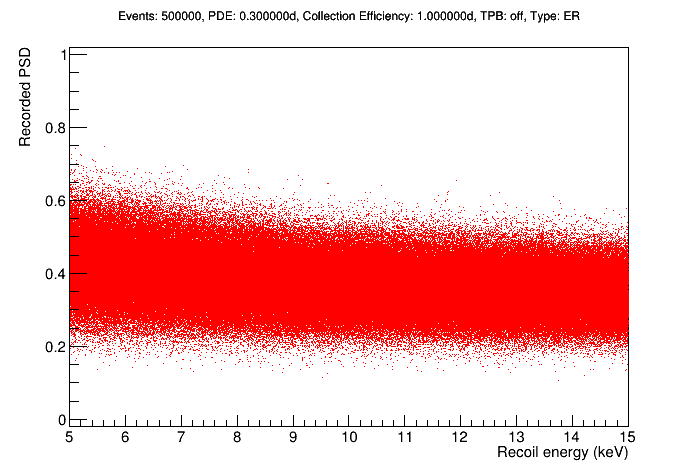 Events: 500000, PDE: 0.300000d, Collection Efficiency: 1.000000d, TPB: off, Type: ER
Recorded PSD
1
0.8
0.6
0.4
0.2
0
5 6 7 8 9 10 11 12 13 14 15
Recoil energy (keV)